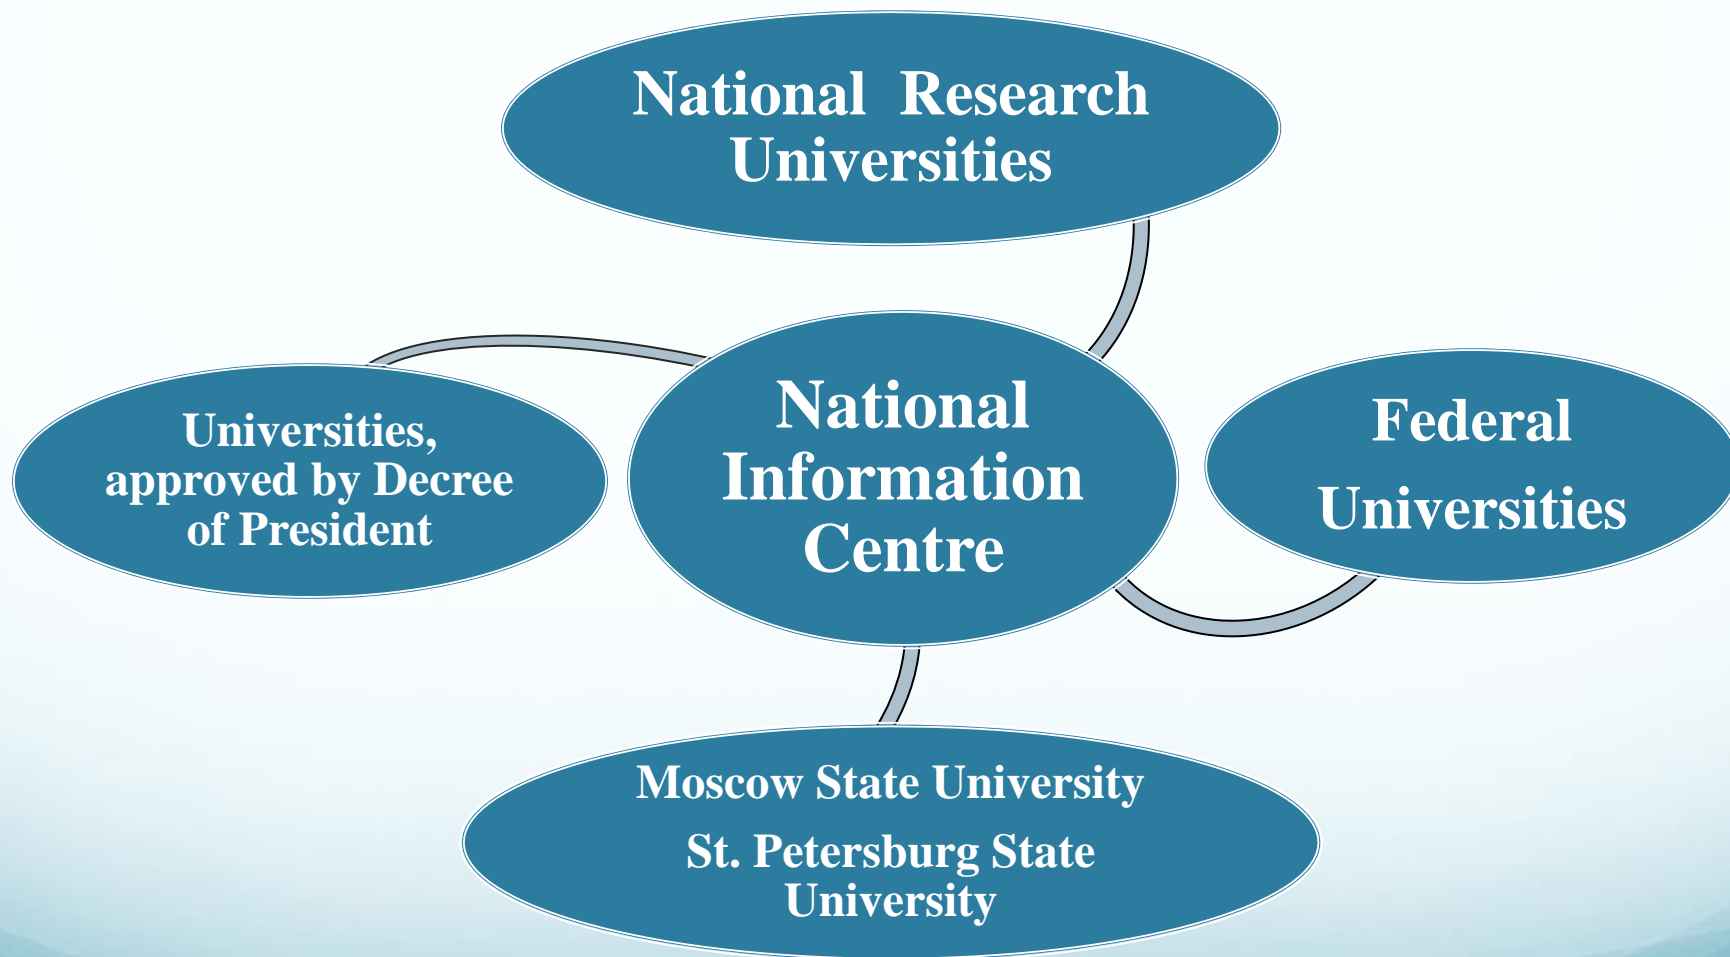 National Research
Universities
Universities,
approved by Decree
of President
National
Information
Centre
Federal
Universities
Moscow State University
St. Petersburg State
University